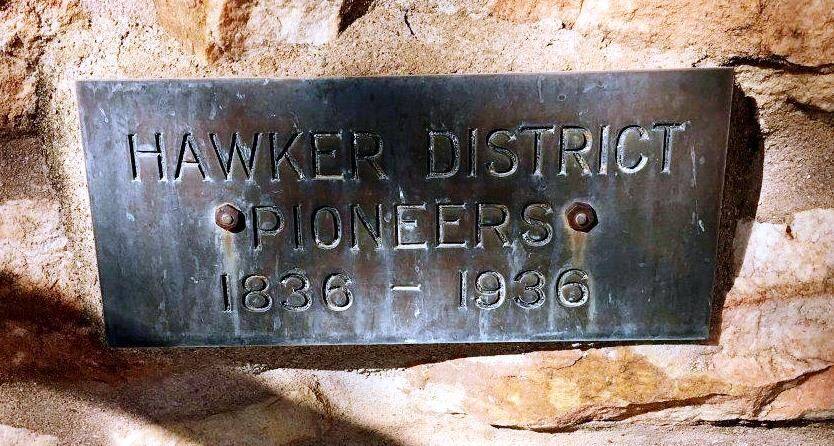 HAWKER DISTRICT
PIONEERS
1836 - 1936